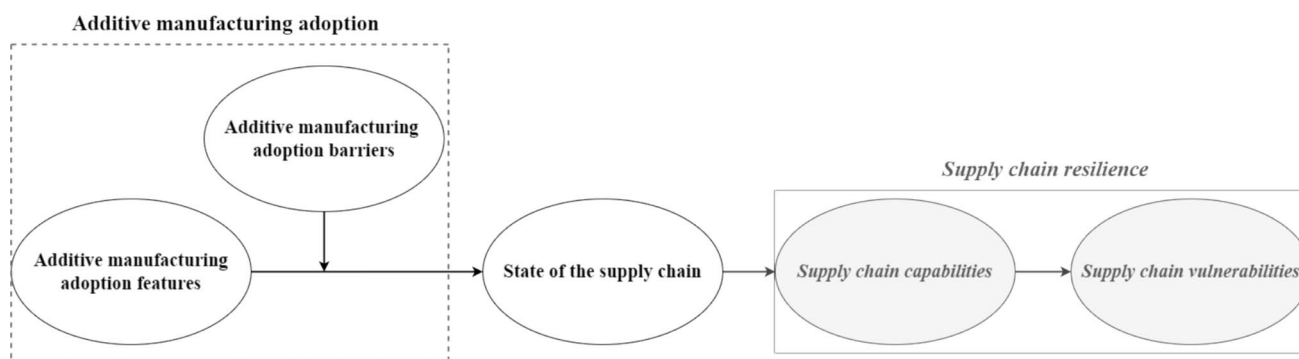 Additive manufacturing adoption
Additive manufacturing
adoption barriers
Supply chain resilience
Additive manufacturing
adoption features
State of the supply chain
Supply chain capabilities
Supply chain vulnerabilities